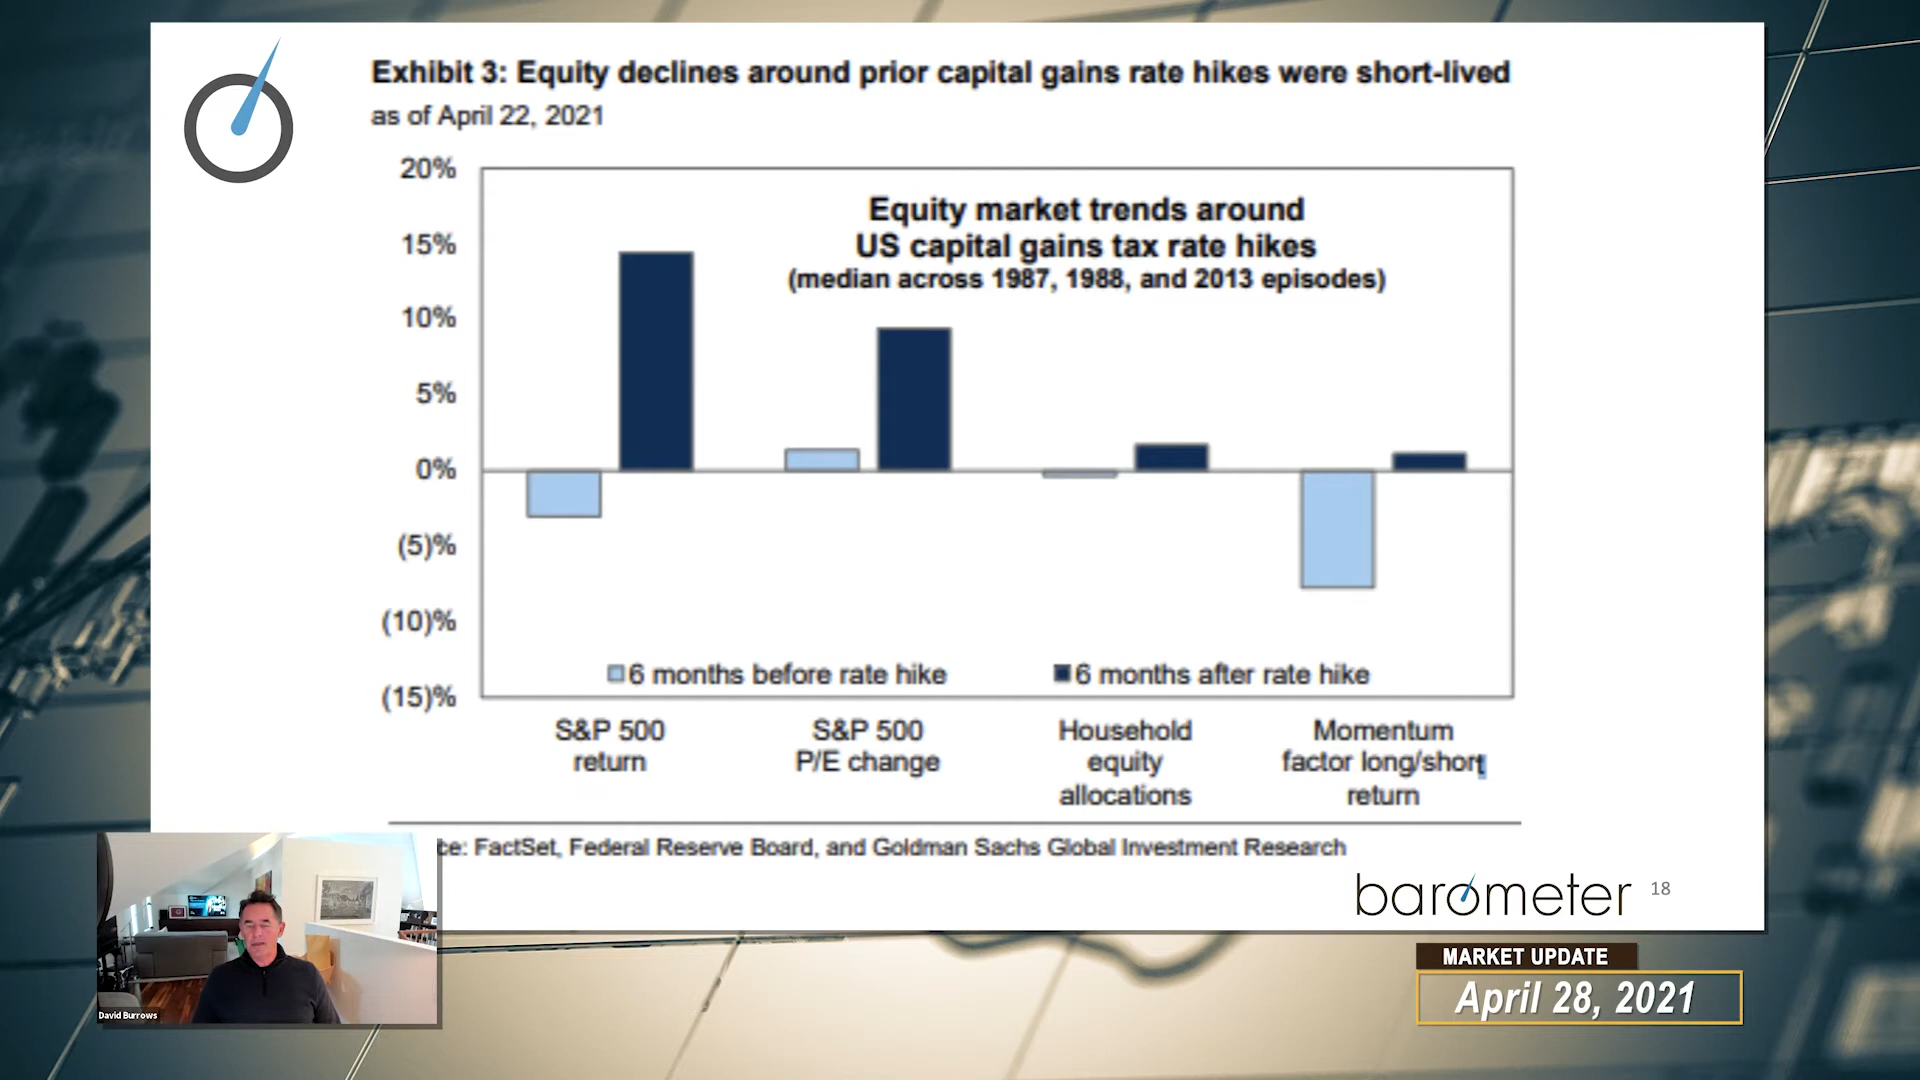 Exhibit 3: Equity declines around prior capital gains rate hikes were short-lived
as of April 22, 2021
20%
15%
10%
5%
0%
(5)%
(10)%
(15)%
Equity market trends around
US capital gains tax rate hikes
(median across 1987, 1988, and 2013 episodes)
6 months before rate hike
6 months after rate hike
S&P 500
return
S&P 500
P/E change
Household
equity
allocations
Momentum
factor long/short
return
ce: FactSet, Federal Reserve Board, and Goldman Sachs Global Investment Research
barometer
18
David Burrows
MARKET UPDATE
April 28, 2021